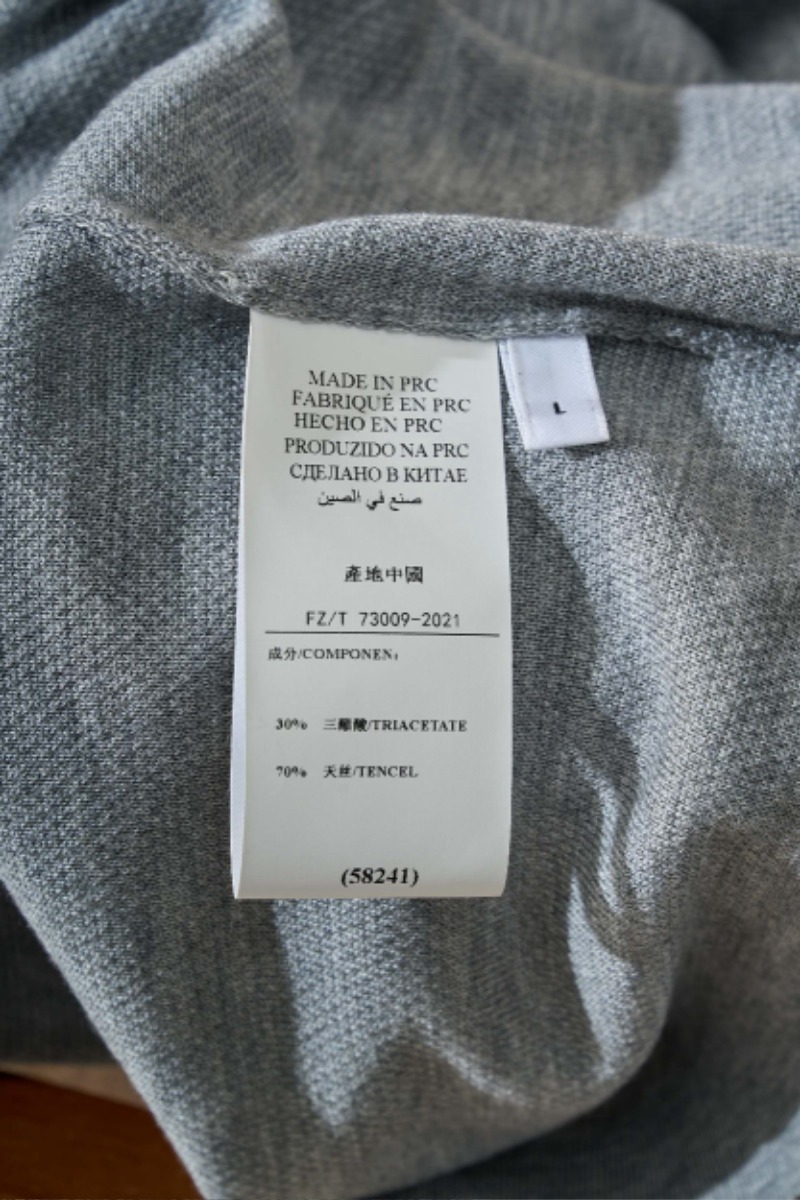 MADE IN PRC
FABRIQUÉ EN PRC
HECHO EN PRC
PRODUZIDO NA PRC
СДЕЛАНО В КИТАЕ
صنع في الصين
L
產地中國
FZ/T 73009-2021
成分/COMPONEN:
30% 三醋酸/TRIACETATE
70% 天丝/TENCEL
(58241)